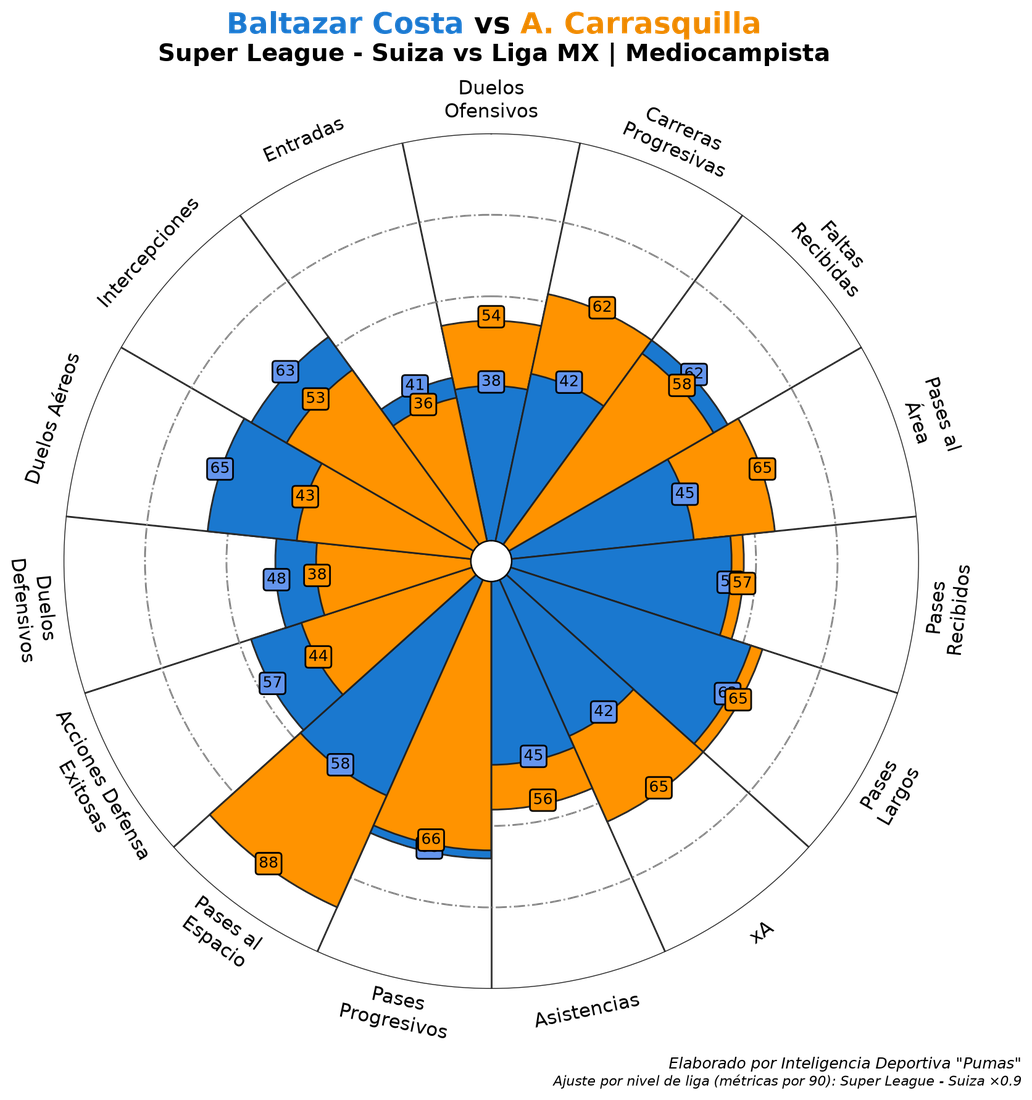 Baltazar Costa vs A. Carrasquilla
Super League - Suiza vs Liga MX | Mediocampista
Duelos
Ofensivos
Carreras
Progresivas
Faltas
Recibidas
Pases al
Área
Pases
Recibidos
Pases
Largos
xA
Asistencias
Pases
Progresivos
Pases al
Espacio
Acciones Defensa
Exitosas
Duelos
Defensivos
Duelos Aéreos
Intercepciones
Entradas
54
38
62
42
62
58
65
45
57
65
42
65
45
56
66
58
88
57
44
48
38
65
43
63
53
41
36
Elaborado por Inteligencia Deportiva "Pumas"
Ajuste por nivel de liga (métricas por 90): Super League - Suiza ×0.9